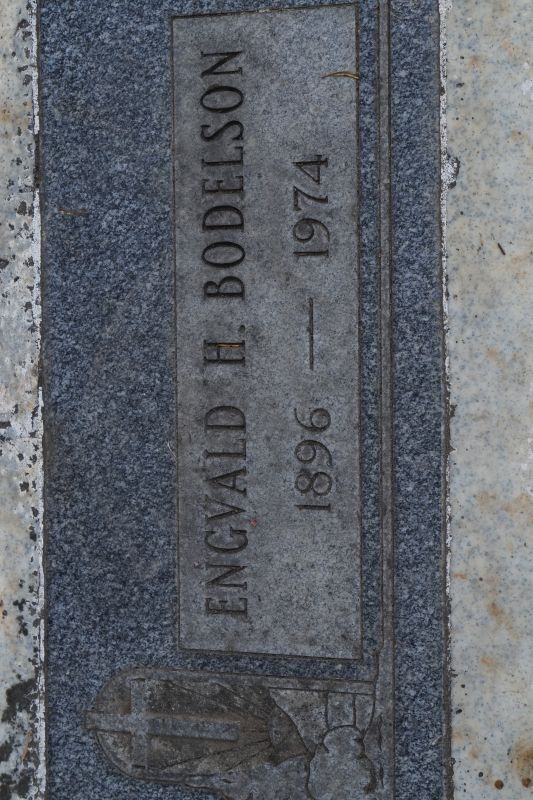 ENGVALD H. BODELSON
1896 — 1974